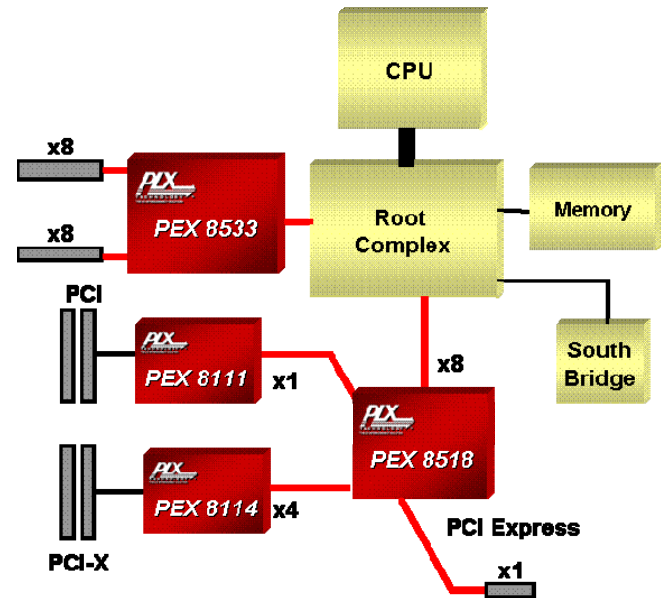 CPU
x8
PLX
TECHNOLOGY
PEX 8533
Root
Complex
Memory
x8
PCI
PLX
PEX 8111
x1
x8
South
Bridge
PLX
PEX 8518
PLX
PEX 8114
x4
PCI-X
PCI Express
x1